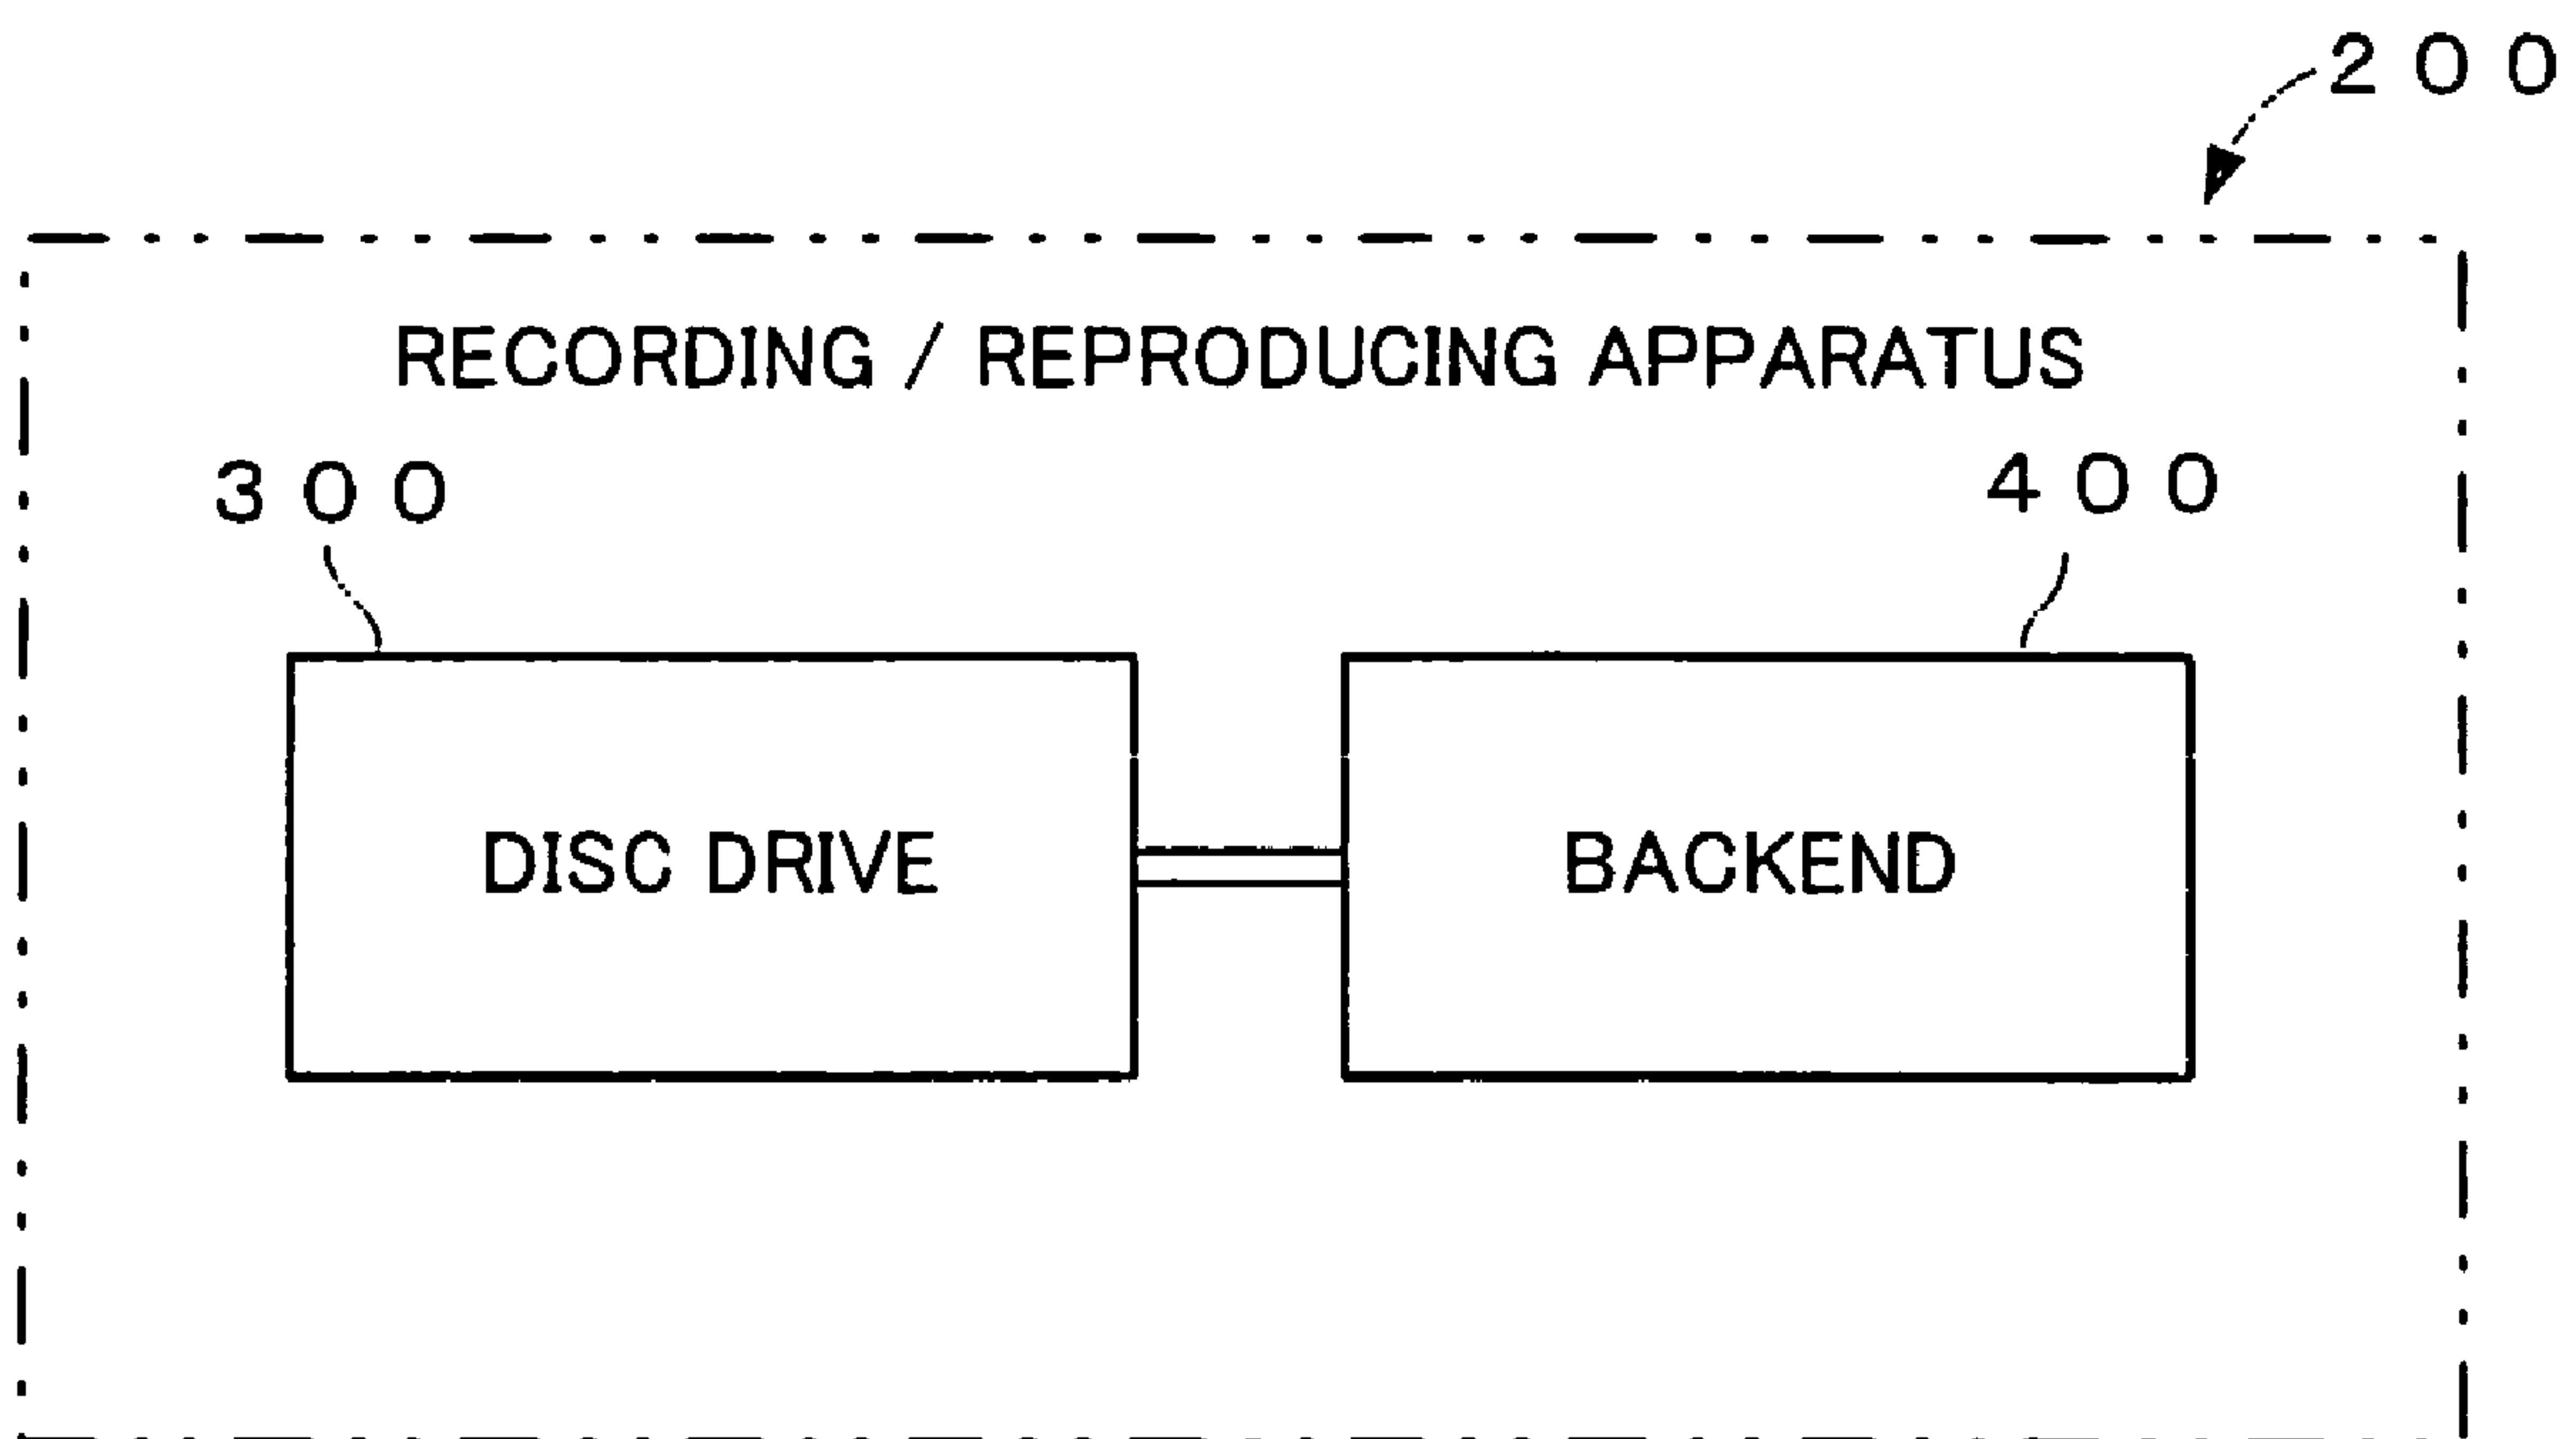 200
RECORDING / REPRODUCING APPARATUS
300
400
DISC DRIVE
BACKEND